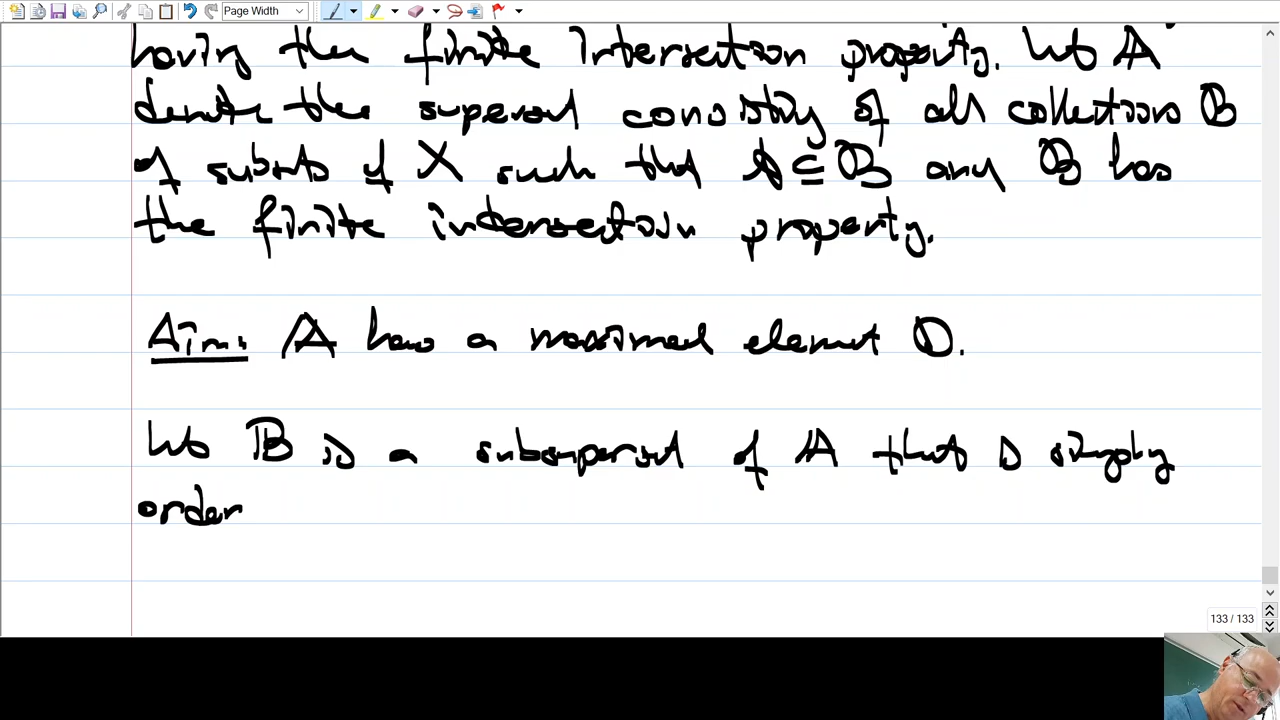 Page Width
having the finite intersection property. Let 𝔸
denote the superset consisting of all collections 𝔹
of subsets of X such that 𝒜 ⊆ 𝔹 and 𝔹 has
the finite intersection property.
Aim: 𝔸 has a maximal element 𝔻.
Let 𝔹 is a subsuperset of 𝔸 that is simply
order
133 / 133